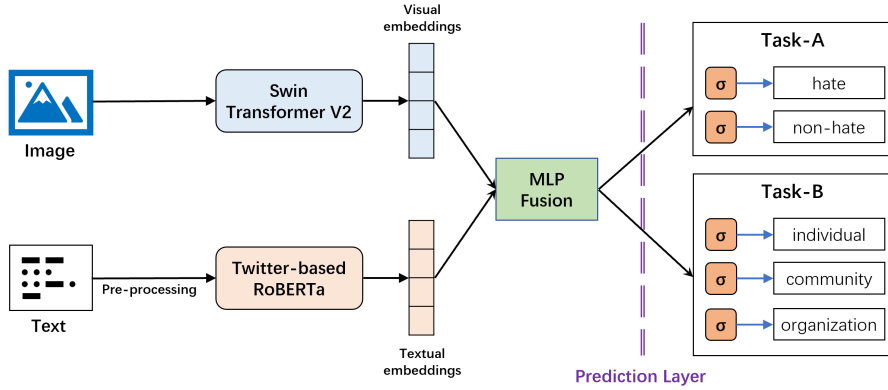 Visual
embeddings
Image
Swin
Transformer V2
Text
Pre-processing
Twitter-based
RoBERTa
Textual
embeddings
MLP
Fusion
Prediction Layer
Task-A
σ hate
σ non-hate
Task-B
σ individual
σ community
σ organization